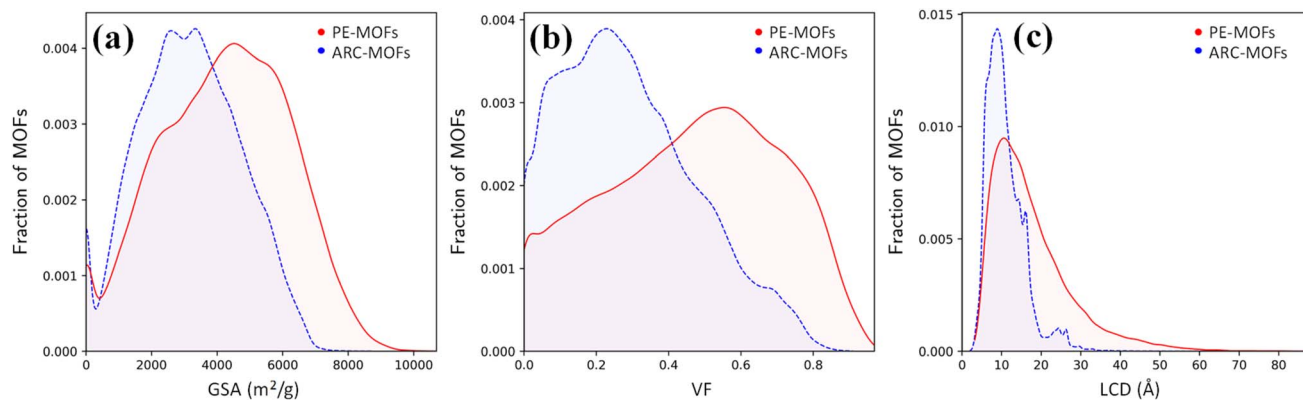 (a)
PE-MOFs
ARC-MOFs
Fraction of MOFs
0.004
0.003
0.002
0.001
0.000
0 2000 4000 6000 8000 10000
GSA (m²/g)
(b)
PE-MOFs
ARC-MOFs
Fraction of MOFs
0.004
0.003
0.002
0.001
0.000
0.0 0.2 0.4 0.6 0.8
VF
(c)
PE-MOFs
ARC-MOFs
Fraction of MOFs
0.015
0.010
0.005
0.000
0 10 20 30 40 50 60 70 80
LCD (Å)